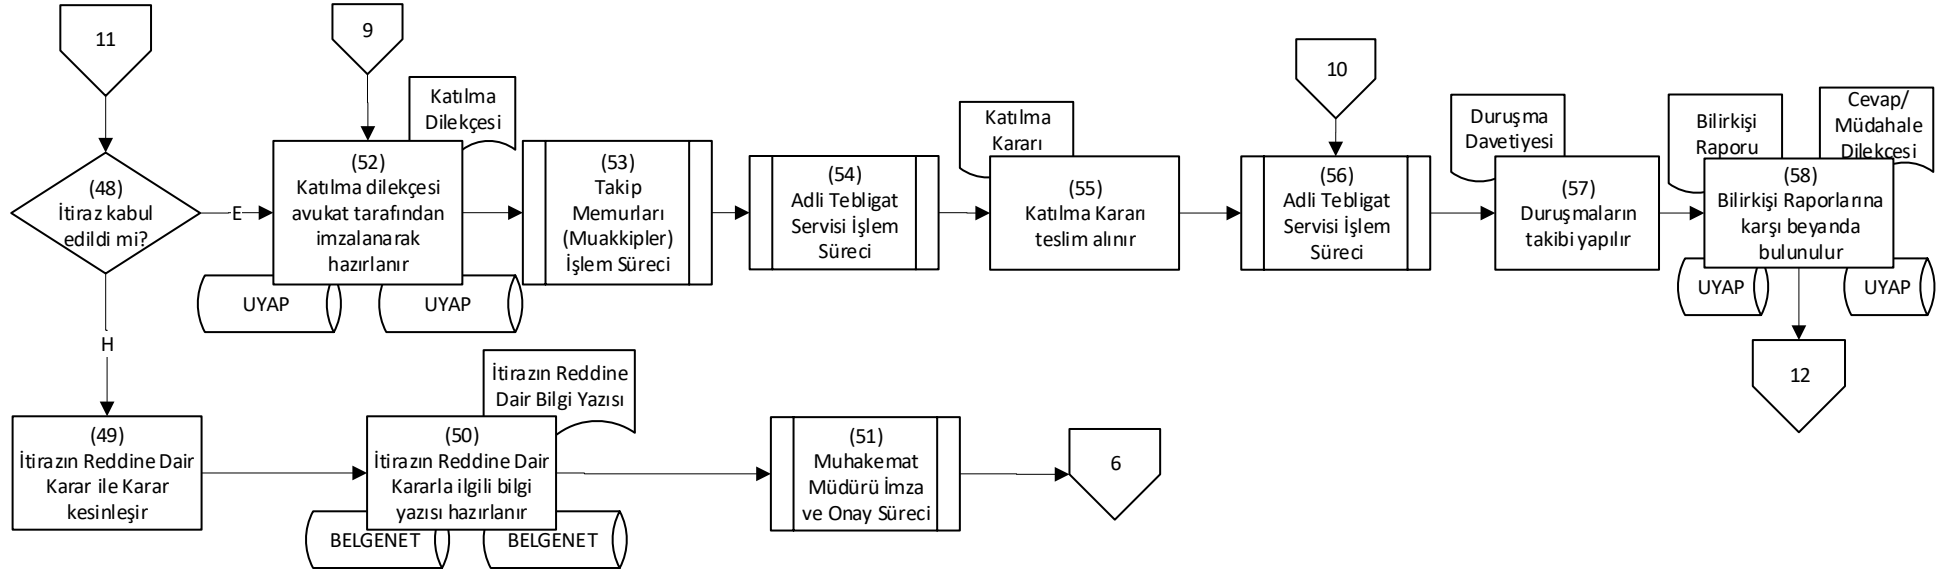 11
9
10
Katılma
Dilekçesi
Katılma
Kararı
Duruşma
Davetiyesi
Bilirkişi
Raporu
Cevap/
Müdahale
Dilekçesi
(48)
İtiraz kabul
edildi mi?
E
(52)
Katılma dilekçesi
avukat tarafından
imzalanarak
hazırlanır
UYAP
UYAP
(53)
Takip
Memurları
(Muakkipler)
İşlem Süreci
(54)
Adli Tebligat
Servisi İşlem
Süreci
(55)
Katılma Kararı
teslim alınır
(56)
Adli Tebligat
Servisi İşlem
Süreci
(57)
Duruşmaların
takibi yapılır
(58)
Bilirkişi Raporlarına
karşı beyanda
bulunulur
UYAP
UYAP
12
H
(49)
İtirazın Reddine Dair
Karar ile Karar
kesinleşir
İtirazın Reddine
Dair Bilgi Yazısı
(50)
İtirazın Reddine Dair
Kararla ilgili bilgi
yazısı hazırlanır
BELGENET
BELGENET
(51)
Muhakemat
Müdürü İmza
ve Onay Süreci
6